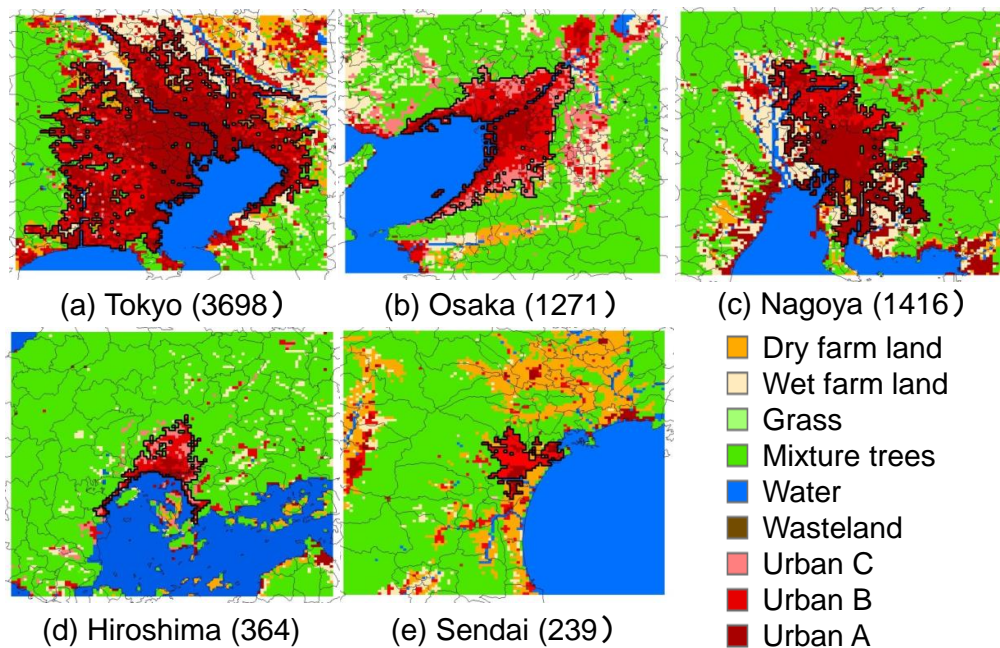 (a) Tokyo (3698）
(b) Osaka (1271）
(c) Nagoya (1416）
(d) Hiroshima (364)
(e) Sendai (239）
Dry farm land
Wet farm land
Grass
Mixture trees
Water
Wasteland
Urban C
Urban B
Urban A